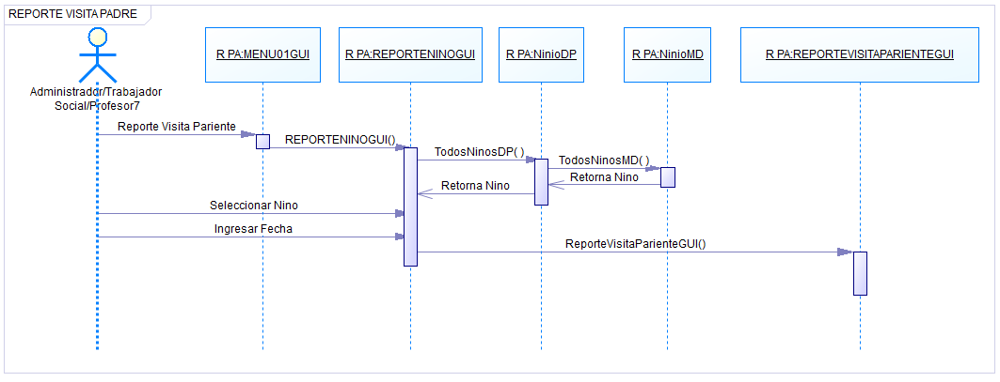 REPORTE VISITA PADRE
R PA:MENU01GUI
R PA:REPORTENINOGUI
R PA:NinioDP
R PA:NinioMD
R PA:REPORTEVISITAPARIENTEGUI
Administrador/Trabajador
Social/Profesor7
Reporte Visita Pariente
REPORTENINOGUI()
TodosNinosDP( )
TodosNinosMD( )
Retorna Nino
Retorna Nino
Seleccionar Nino
Ingresar Fecha
ReporteVisitaParienteGUI()